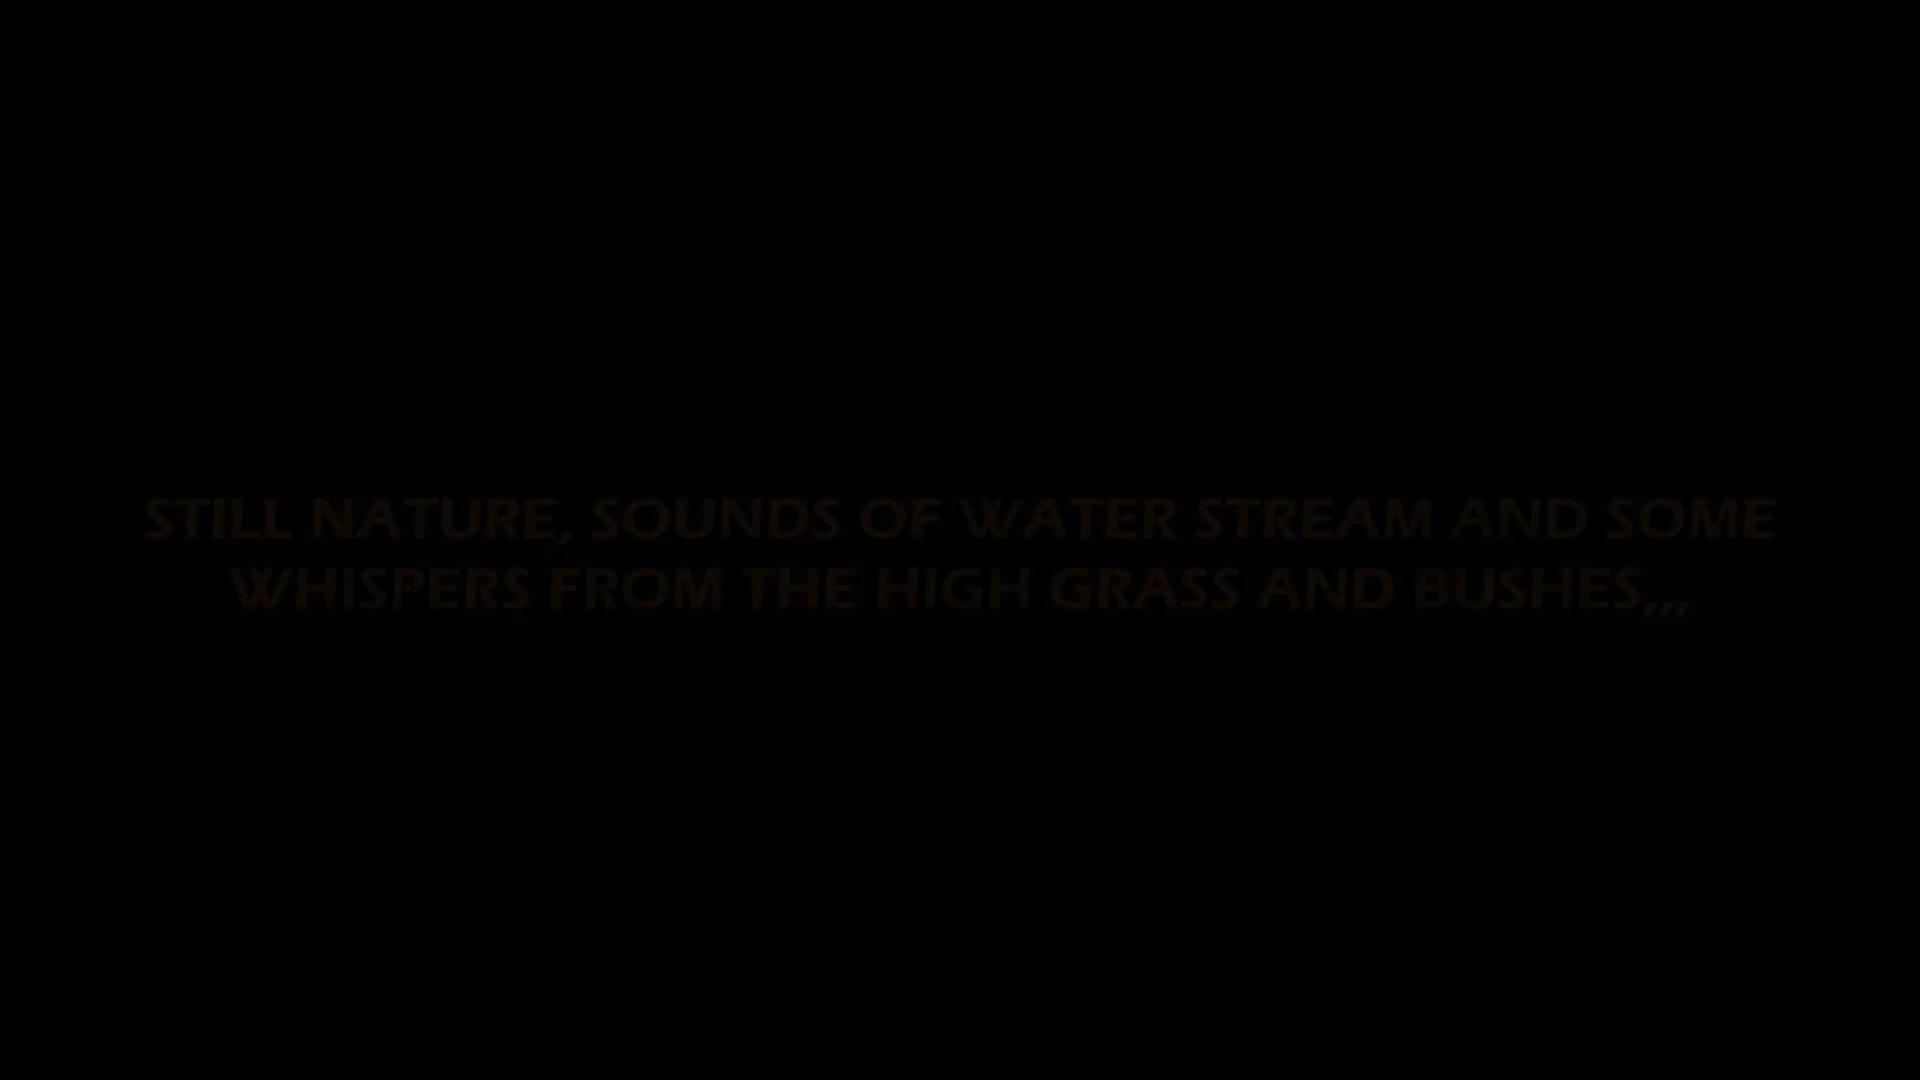 STILL NATURE, SOUNDS OF WATER STREAM AND SOME
WHISPERS FROM THE HIGH GRASS AND BUSHES,,,